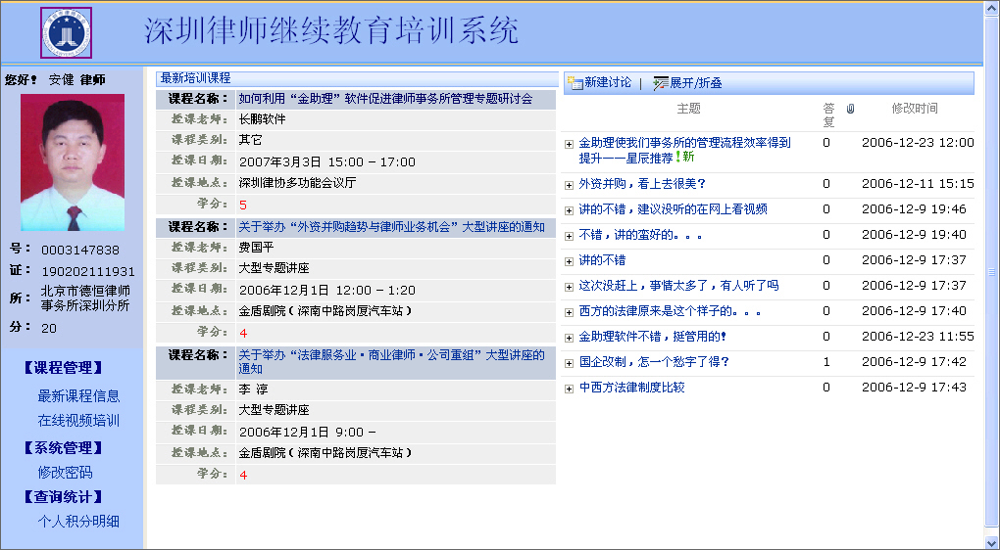 深圳律师继续教育培训系统
您好！ 安健 律师
号： 0003147838
证： 190202111931
所： 北京市德恒律师
事务所深圳分所
分： 20
【课程管理】
最新课程信息
在线视频培训
【系统管理】
修改密码
【查询统计】
个人积分明细
最新培训课程
课程名称： 如何利用“金助理”软件促进律师事务所管理专题研讨会
授课老师： 长鹏软件
课程类别： 其它
授课日期： 2007年3月3日 15:00 - 17:00
授课地点： 深圳律协多功能会议厅
学分： 5
课程名称： 关于举办“外资并购趋势与律师业务机会”大型讲座的通知
授课老师： 费国平
课程类别： 大型专题讲座
授课日期： 2006年12月1日 12:00 - 1:20
授课地点： 金盾剧院（深南中路岗厦汽车站）
学分： 4
课程名称： 关于举办“法律服务业·商业律师·公司重组”大型讲座的
通知
授课老师： 李 淳
课程类别： 大型专题讲座
授课日期： 2006年12月1日 9:00 -
授课地点： 金盾剧院（深南中路岗厦汽车站）
学分： 4
新建讨论 | 展开/折叠
主题 答复 修改时间
金助理使我们事务所的管理流程效率得到 0 2006-12-23 12:00
提升一一星辰推荐！新
外资并购，看上去很美？ 0 2006-12-11 15:15
讲的不错，建议没听的在网上看视频 0 2006-12-9 19:46
不错，讲的蛮好的。。。 0 2006-12-9 19:40
讲的不错 0 2006-12-9 17:37
这次没赶上，事情太多了，有人听了吗 0 2006-12-9 17:37
西方的法律原来是这个样子的。。。 0 2006-12-9 17:40
金助理软件不错，挺管用的！ 0 2006-12-23 11:55
国企改制，怎一个愁字了得？ 1 2006-12-9 17:42
中西方法律制度比较 0 2006-12-9 17:43